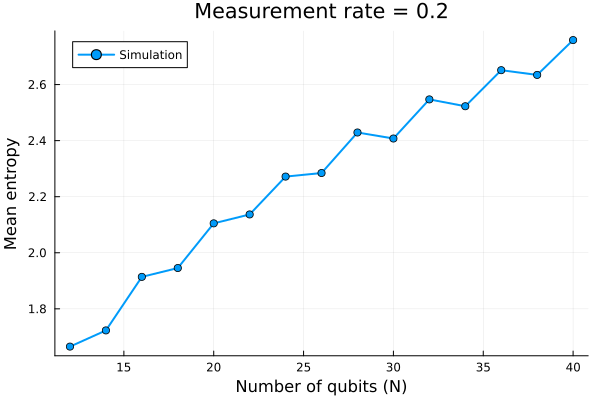 Measurement rate = 0.2
Simulation
Mean entropy
2.6
2.4
2.2
2.0
1.8
15 20 25 30 35 40
Number of qubits (N)